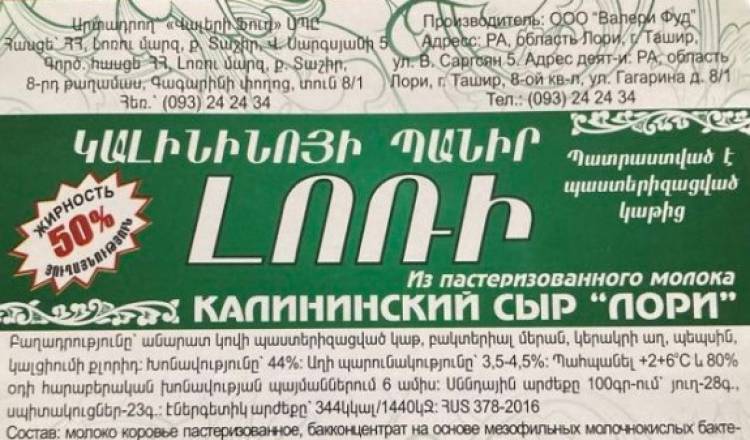 Արտադրող՝ «Վալերի Ֆուդ» ՍՊԸ
Հասցե՝ ՀՀ, Լոռու մարզ, ք. Տաշիր, Վ. Սարգսյանի 5
Գործ. հասցե ՀՀ, Լոռու մարզ, ք. Տաշիր,
8-րդ թաղամաս, Գագարինի փողոց, տուն 8/1
Հեռ.՝ (093) 24 24 34
Производитель: ООО "Валери Фуд"
Адресс: РА, область Лори, г. Ташир,
ул. В. Саргсян 5. Адрес деят-и: РА, область
Лори, г. Ташир, 8-ой кв-л, ул. Гагарина д. 8/1
Тел.: (093) 24 24 34
ԿԱԼԻՆԻՆՈՅԻ ՊԱՆԻՐ
ԼՈՌԻ
Պատրաստված է
պաստերիզացված
կաթից
ЖИРНОСТЬ
50%
ՅՈՒՂԱՅՆՈՒԹՅՈՒՆ
Из пастеризованного молока
КАЛИНИНСКИЙ СЫР "ЛОРИ"
Բաղադրությունը՝ անարատ կովի պաստերիզացված կաթ, բակտերիալ մերան, կերակրի աղ, պեպսին,
կալցիումի քլորիդ: Խոնավությունը՝ 44%: Աղի պարունակությունը՝ 3,5-4,5%: Պահպանել +2+6°C և 80%
օդի հարաբերական խոնավության պայմաններում 6 ամիս: Սննդային արժեքը 100գր-ում՝ յուղ-28գ.,
սպիտակուցներ-23գ.: Էներգետիկ արժեքը՝ 344կկալ/1440կՋ: ՀՍՏ 378-2016
Состав: молоко коровье пастеризованное, бакконцентрат на основе мезофильных молочнокислых бакте-